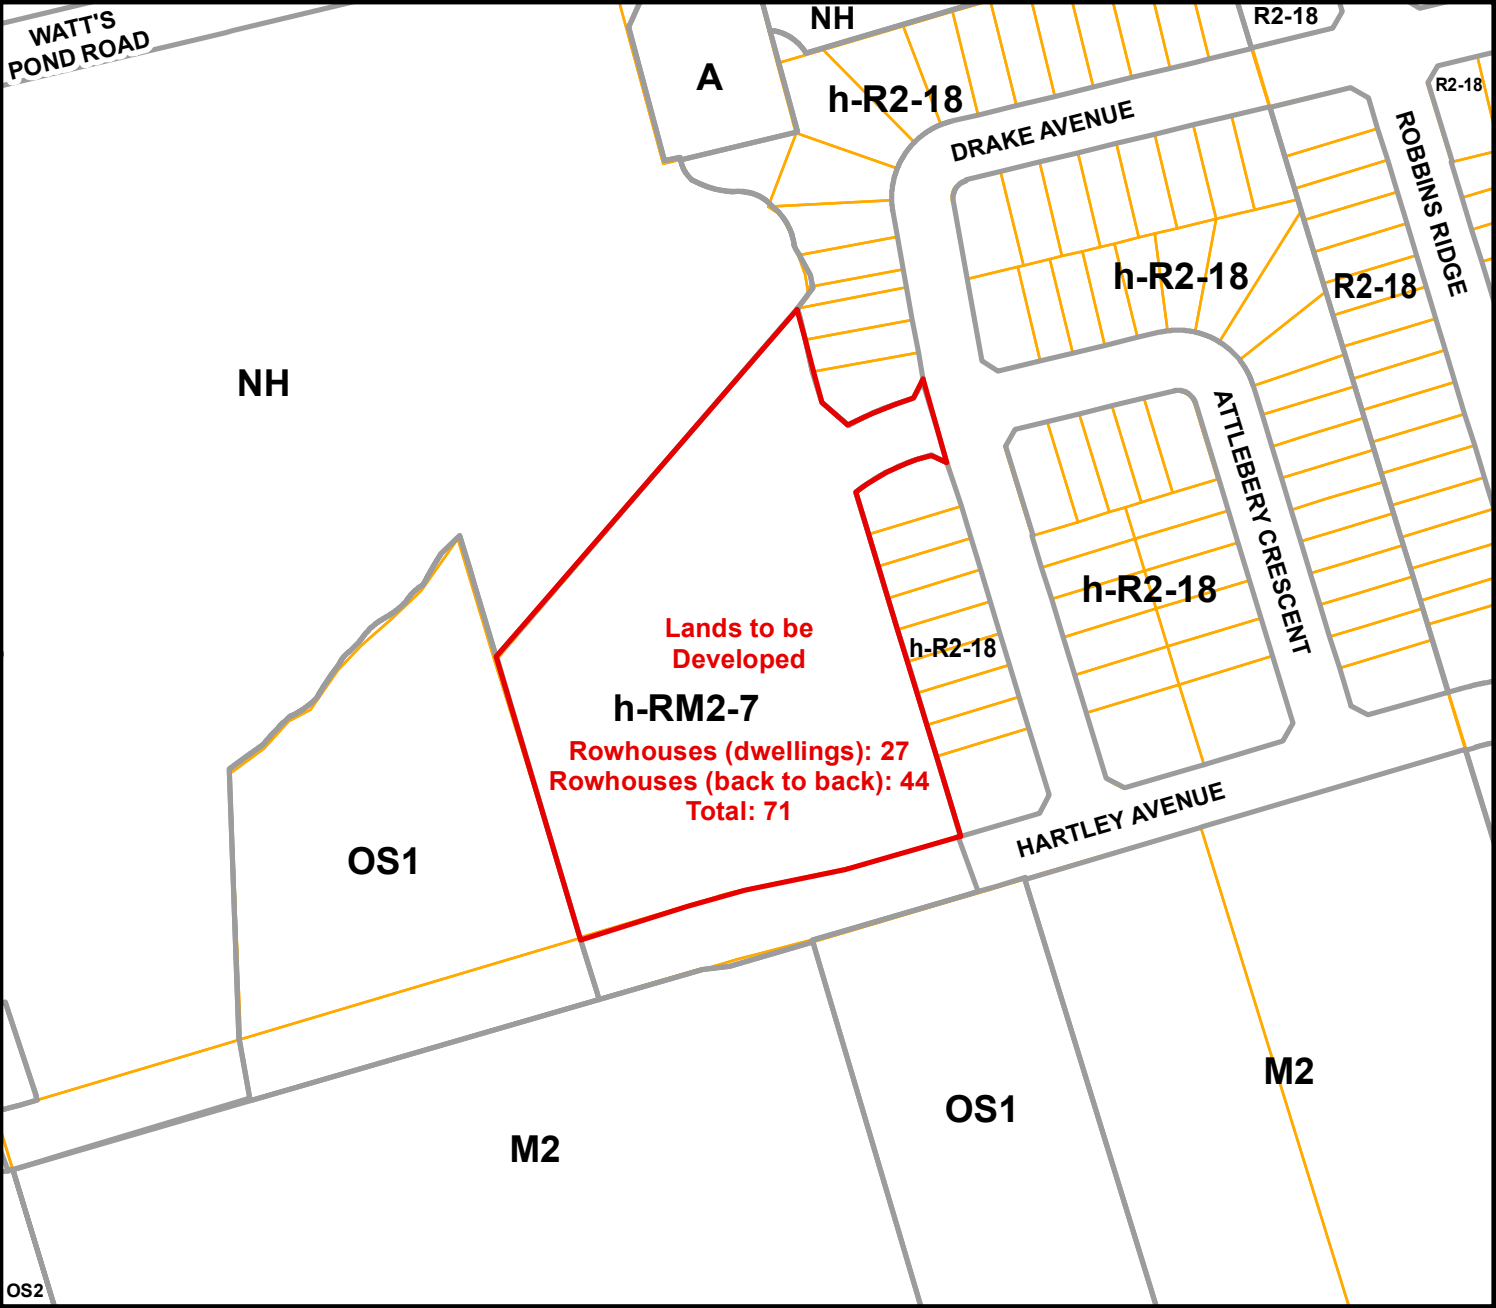 WATT'S
POND ROAD
NH
R2-18
A
h-R2-18
R2-18
DRAKE AVENUE
ROBBINS RIDGE
h-R2-18
R2-18
NH
ATTLEBERY CRESCENT
h-R2-18
Lands to be
Developed
h-R2-18
h-RM2-7
Rowhouses (dwellings): 27
Rowhouses (back to back): 44
Total: 71
HARTLEY AVENUE
OS1
M2
OS1
M2
OS2